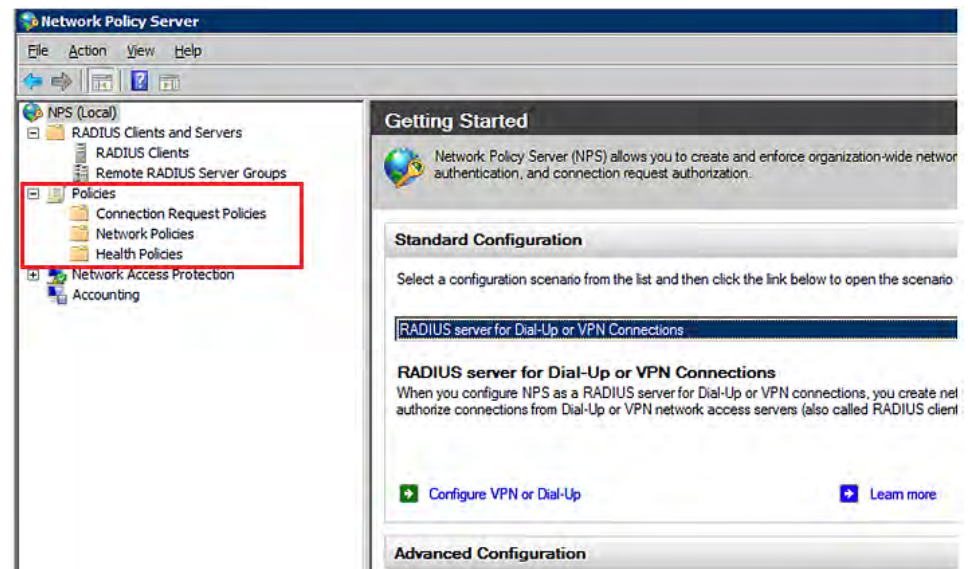 Network Policy Server
File Action View Help
NPS (Local)
RADIUS Clients and Servers
RADIUS Clients
Remote RADIUS Server Groups
Policies
Connection Request Policies
Network Policies
Health Policies
Network Access Protection
Accounting
Getting Started
Network Policy Server (NPS) allows you to create and enforce organization-wide networ
authentication, and connection request authorization.
Standard Configuration
Select a configuration scenario from the list and then click the link below to open the scenario
RADIUS server for Dial-Up or VPN Connections
RADIUS server for Dial-Up or VPN Connections
When you configure NPS as a RADIUS server for Dial-Up or VPN connections, you create net
authorize connections from Dial-Up or VPN network access servers (also called RADIUS client
Configure VPN or Dial-Up
Learn more
Advanced Configuration